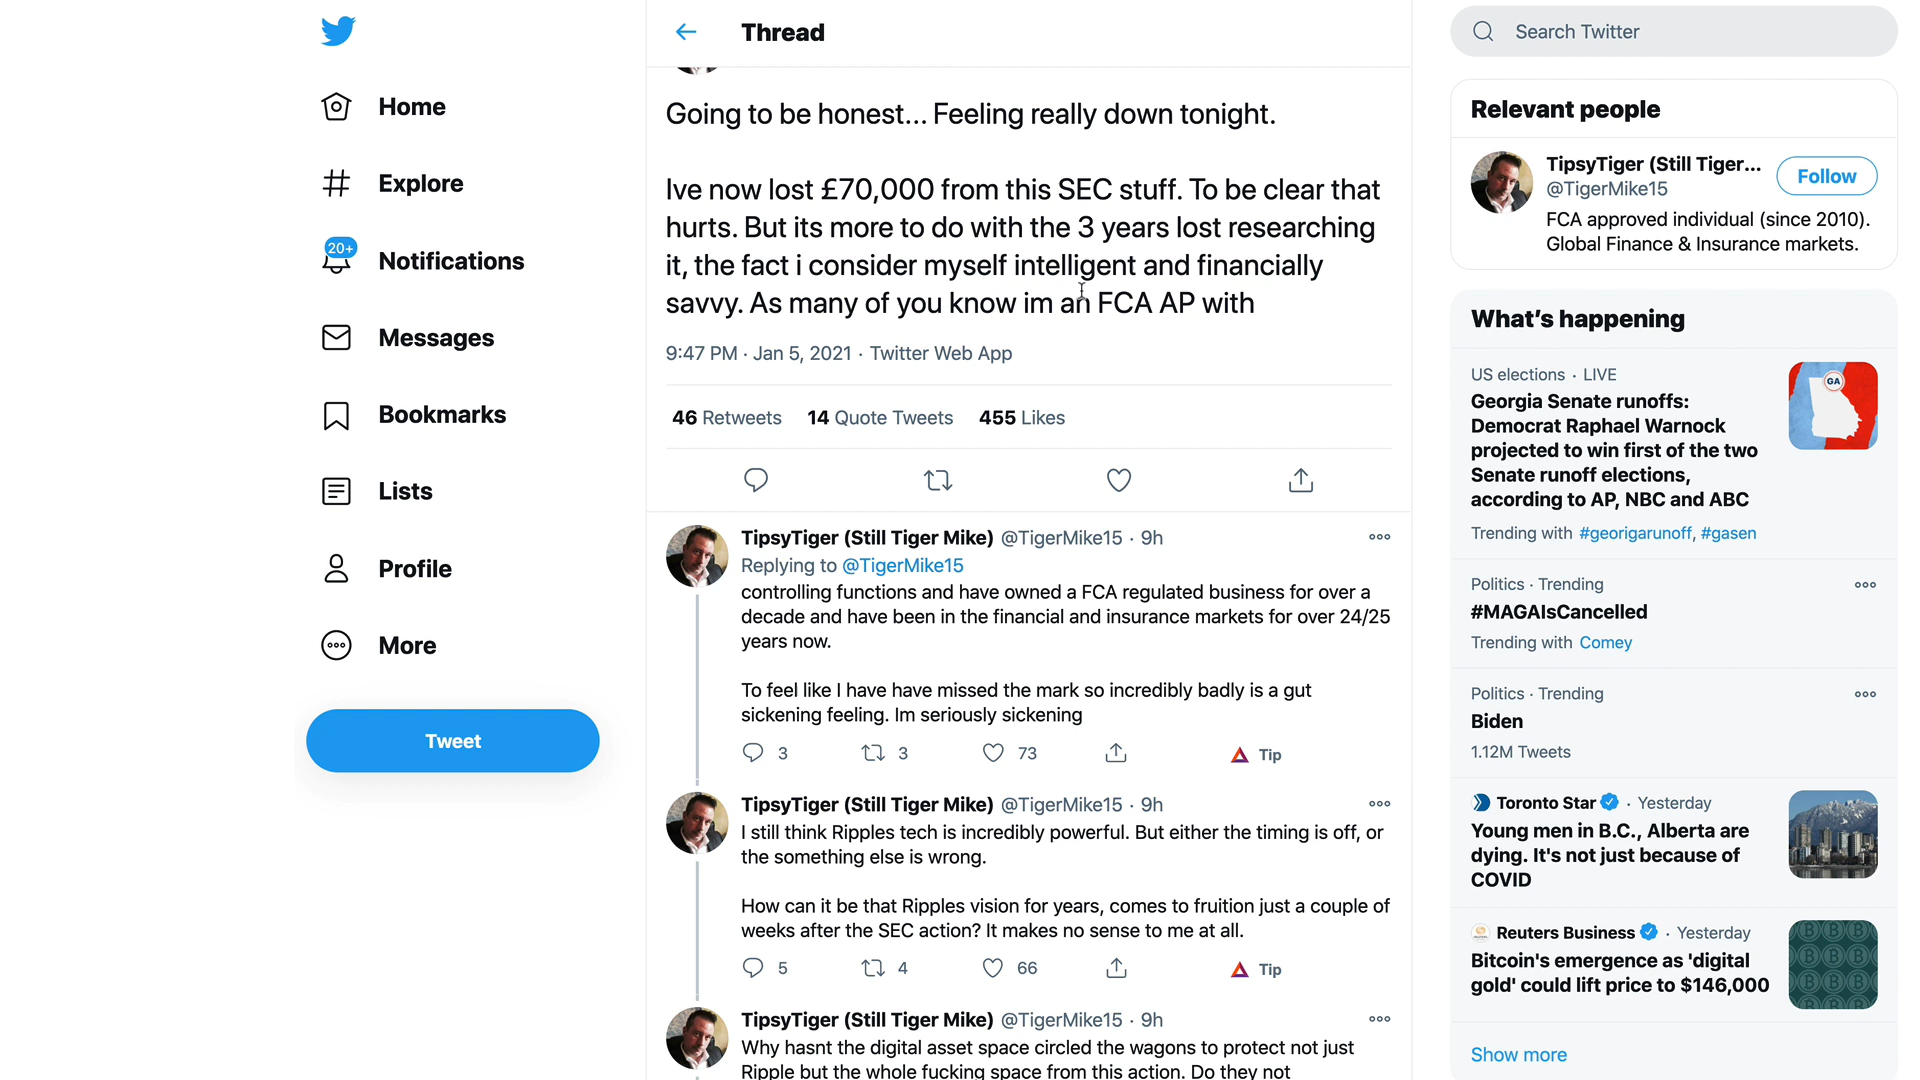 Home
Explore
20+
Notifications
Messages
Bookmarks
Lists
Profile
More
Tweet
Thread
Going to be honest... Feeling really down tonight.
Ive now lost £70,000 from this SEC stuff. To be clear that
hurts. But its more to do with the 3 years lost researching
it, the fact i consider myself intelligent and financially
savvy. As many of you know im an FCA AP with
9:47 PM · Jan 5, 2021 · Twitter Web App
46 Retweets 14 Quote Tweets 455 Likes
TipsyTiger (Still Tiger Mike) @TigerMike15 · 9h
Replying to @TigerMike15
controlling functions and have owned a FCA regulated business for over a
decade and have been in the financial and insurance markets for over 24/25
years now.
To feel like I have have missed the mark so incredibly badly is a gut
sickening feeling. Im seriously sickening
3 3 73 Tip
TipsyTiger (Still Tiger Mike) @TigerMike15 · 9h
I still think Ripples tech is incredibly powerful. But either the timing is off, or
the something else is wrong.
How can it be that Ripples vision for years, comes to fruition just a couple of
weeks after the SEC action? It makes no sense to me at all.
5 4 66 Tip
TipsyTiger (Still Tiger Mike) @TigerMike15 · 9h
Why hasnt the digital asset space circled the wagons to protect not just
Ripple but the whole fucking space from this action. Do they not
Search Twitter
Relevant people
TipsyTiger (Still Tiger...
@TigerMike15
Follow
FCA approved individual (since 2010).
Global Finance & Insurance markets.
What's happening
US elections · LIVE
Georgia Senate runoffs:
Democrat Raphael Warnock
projected to win first of the two
Senate runoff elections,
according to AP, NBC and ABC
GA
Trending with #georigarunoff, #gasen
Politics · Trending
#MAGAIsCancelled
Trending with Comey
Politics · Trending
Biden
1.12M Tweets
Toronto Star · Yesterday
Young men in B.C., Alberta are
dying. It's not just because of
COVID
Reuters Business · Yesterday
Bitcoin's emergence as 'digital
gold' could lift price to $146,000
Show more